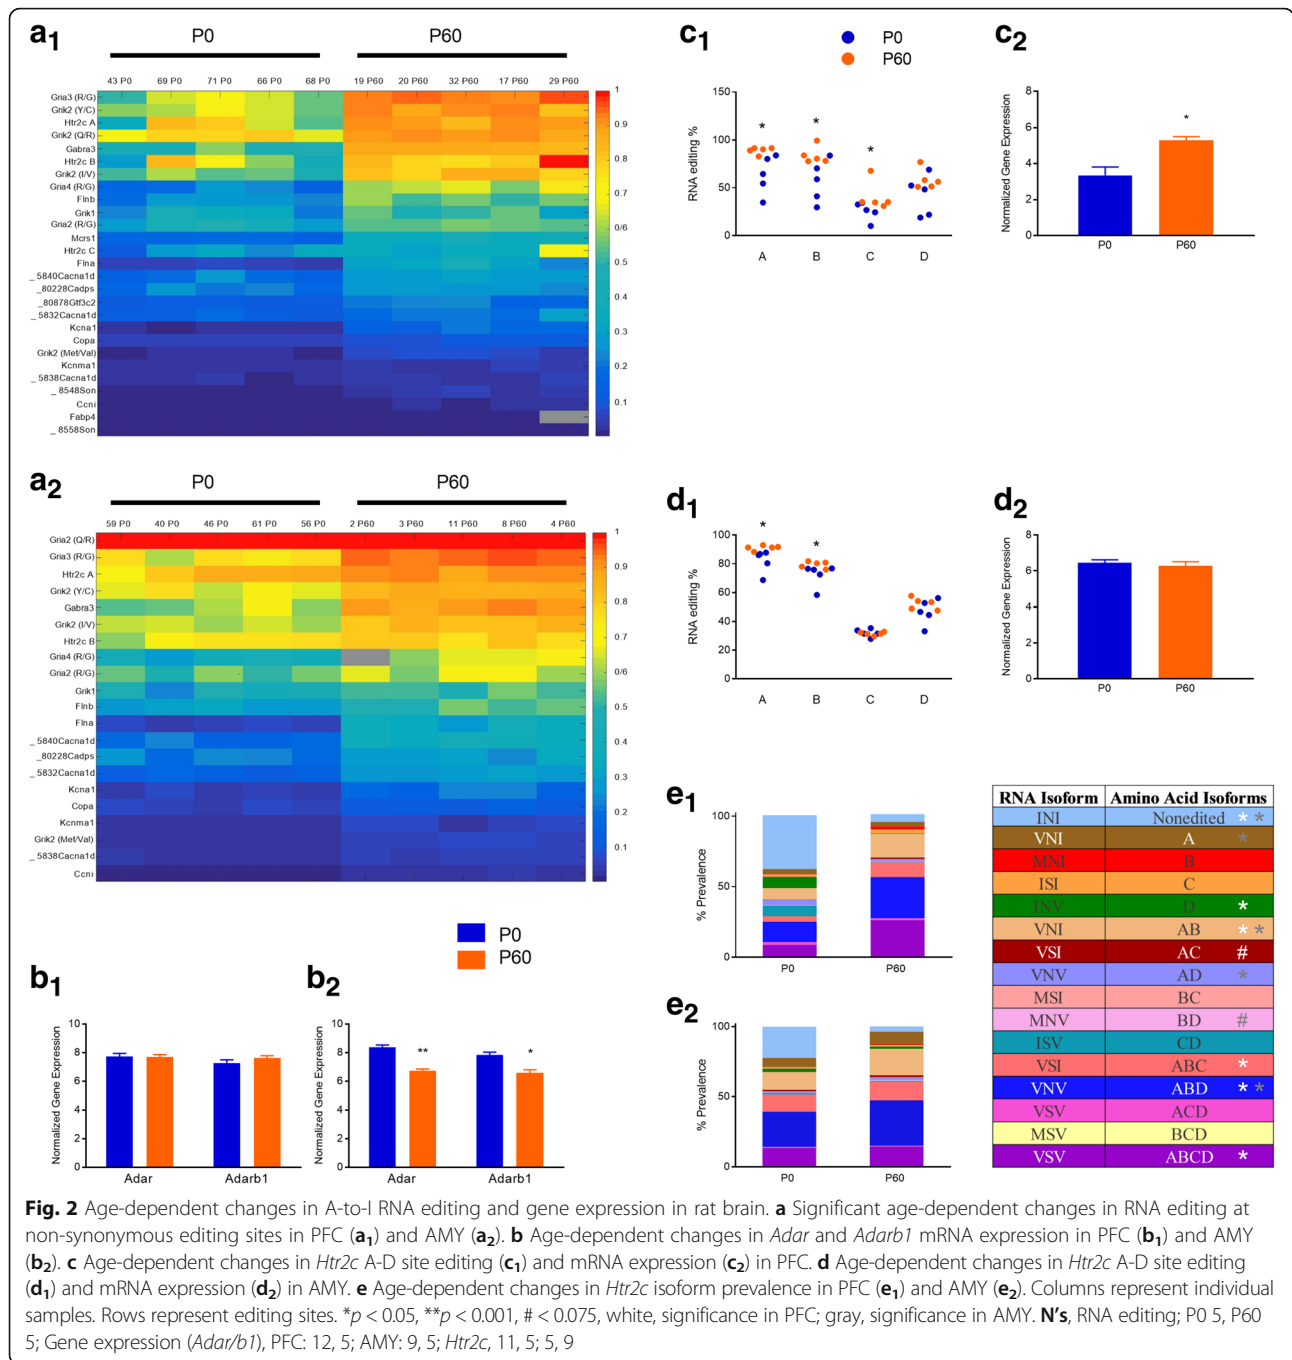 a1
P0 P60
43 P0 69 P0 71 P0 66 P0 68 P0 19 P60 20 P60 32 P60 17 P60 29 P60
Gria3 (R/G)
Grik2 (Y/C)
Htr2c A
Grik2 (Q/R)
Gabra3
Htr2c B
Grik2 (I/V)
Gria4 (R/G)
Flnb
Grik1
Gria2 (R/G)
Mcrs1
Htr2c C
Flna
_ 5840Cacna1d
_ 80228Cadps
_80878Gtf3c2
_ 5832Cacna1d
Kcna1
Copa
Grik2 (Met/Val)
Kcnma1
_ 5838Cacna1d
_ 8548Son
Ccni
Fabp4
_ 8558Son
1
0.9
0.8
0.7
0.6
0.5
0.4
0.3
0.2
0.1
c1
P0
P60
RNA editing %
150
100
50
0
* * *
A B C D
c2
Normalized Gene Expression
8
6
4
2
0
*
P0 P60
a2
P0 P60
59 P0 40 P0 46 P0 61 P0 56 P0 2 P60 3 P60 11 P60 8 P60 4 P60
Gria2 (Q/R)
Gria3 (R/G)
Htr2c A
Grik2 (Y/C)
Gabra3
Grik2 (I/V)
Htr2c B
Gria4 (R/G)
Gria2 (R/G)
Grik1
Flnb
Flna
_ 5840Cacna1d
_ 80228Cadps
_ 5832Cacna1d
Kcna1
Copa
Kcnma1
Grik2 (Met/Val)
_ 5838Cacna1d
Ccni
1
0.9
0.8
0.7
0.6
0.5
0.4
0.3
0.2
0.1
d1
RNA editing %
100
80
60
40
20
0
* *
A B C D
d2
Normalized Gene Expression
8
6
4
2
0
P0 P60
P0
P60
b1
Normalized Gene Expression
10
8
6
4
2
0
Adar Adarb1
b2
Normalized Gene Expression
10
8
6
4
2
0
** *
Adar Adarb1
e1
% Prevalence
100
50
0
P0 P60
e2
% Prevalence
100
50
0
P0 P60
RNA Isoform Amino Acid Isoforms
INI Nonedited * *
VNI A *
MNI B
ISI C
INV D *
VNI AB * *
VSI AC #
VNV AD *
MSI BC
MNV BD #
ISV CD
VSI ABC *
VNV ABD * *
VSV ACD
MSV BCD
VSV ABCD *
Fig. 2 Age-dependent changes in A-to-I RNA editing and gene expression in rat brain. a Significant age-dependent changes in RNA editing at
non-synonymous editing sites in PFC (a1) and AMY (a2). b Age-dependent changes in Adar and Adarb1 mRNA expression in PFC (b1) and AMY
(b2). c Age-dependent changes in Htr2c A-D site editing (c1) and mRNA expression (c2) in PFC. d Age-dependent changes in Htr2c A-D site editing
(d1) and mRNA expression (d2) in AMY. e Age-dependent changes in Htr2c isoform prevalence in PFC (e1) and AMY (e2). Columns represent individual
samples. Rows represent editing sites. *p < 0.05, **p < 0.001, # < 0.075, white, significance in PFC; gray, significance in AMY. N's, RNA editing; P0 5, P60
5; Gene expression (Adar/b1), PFC: 12, 5; AMY: 9, 5; Htr2c, 11, 5; 5, 9